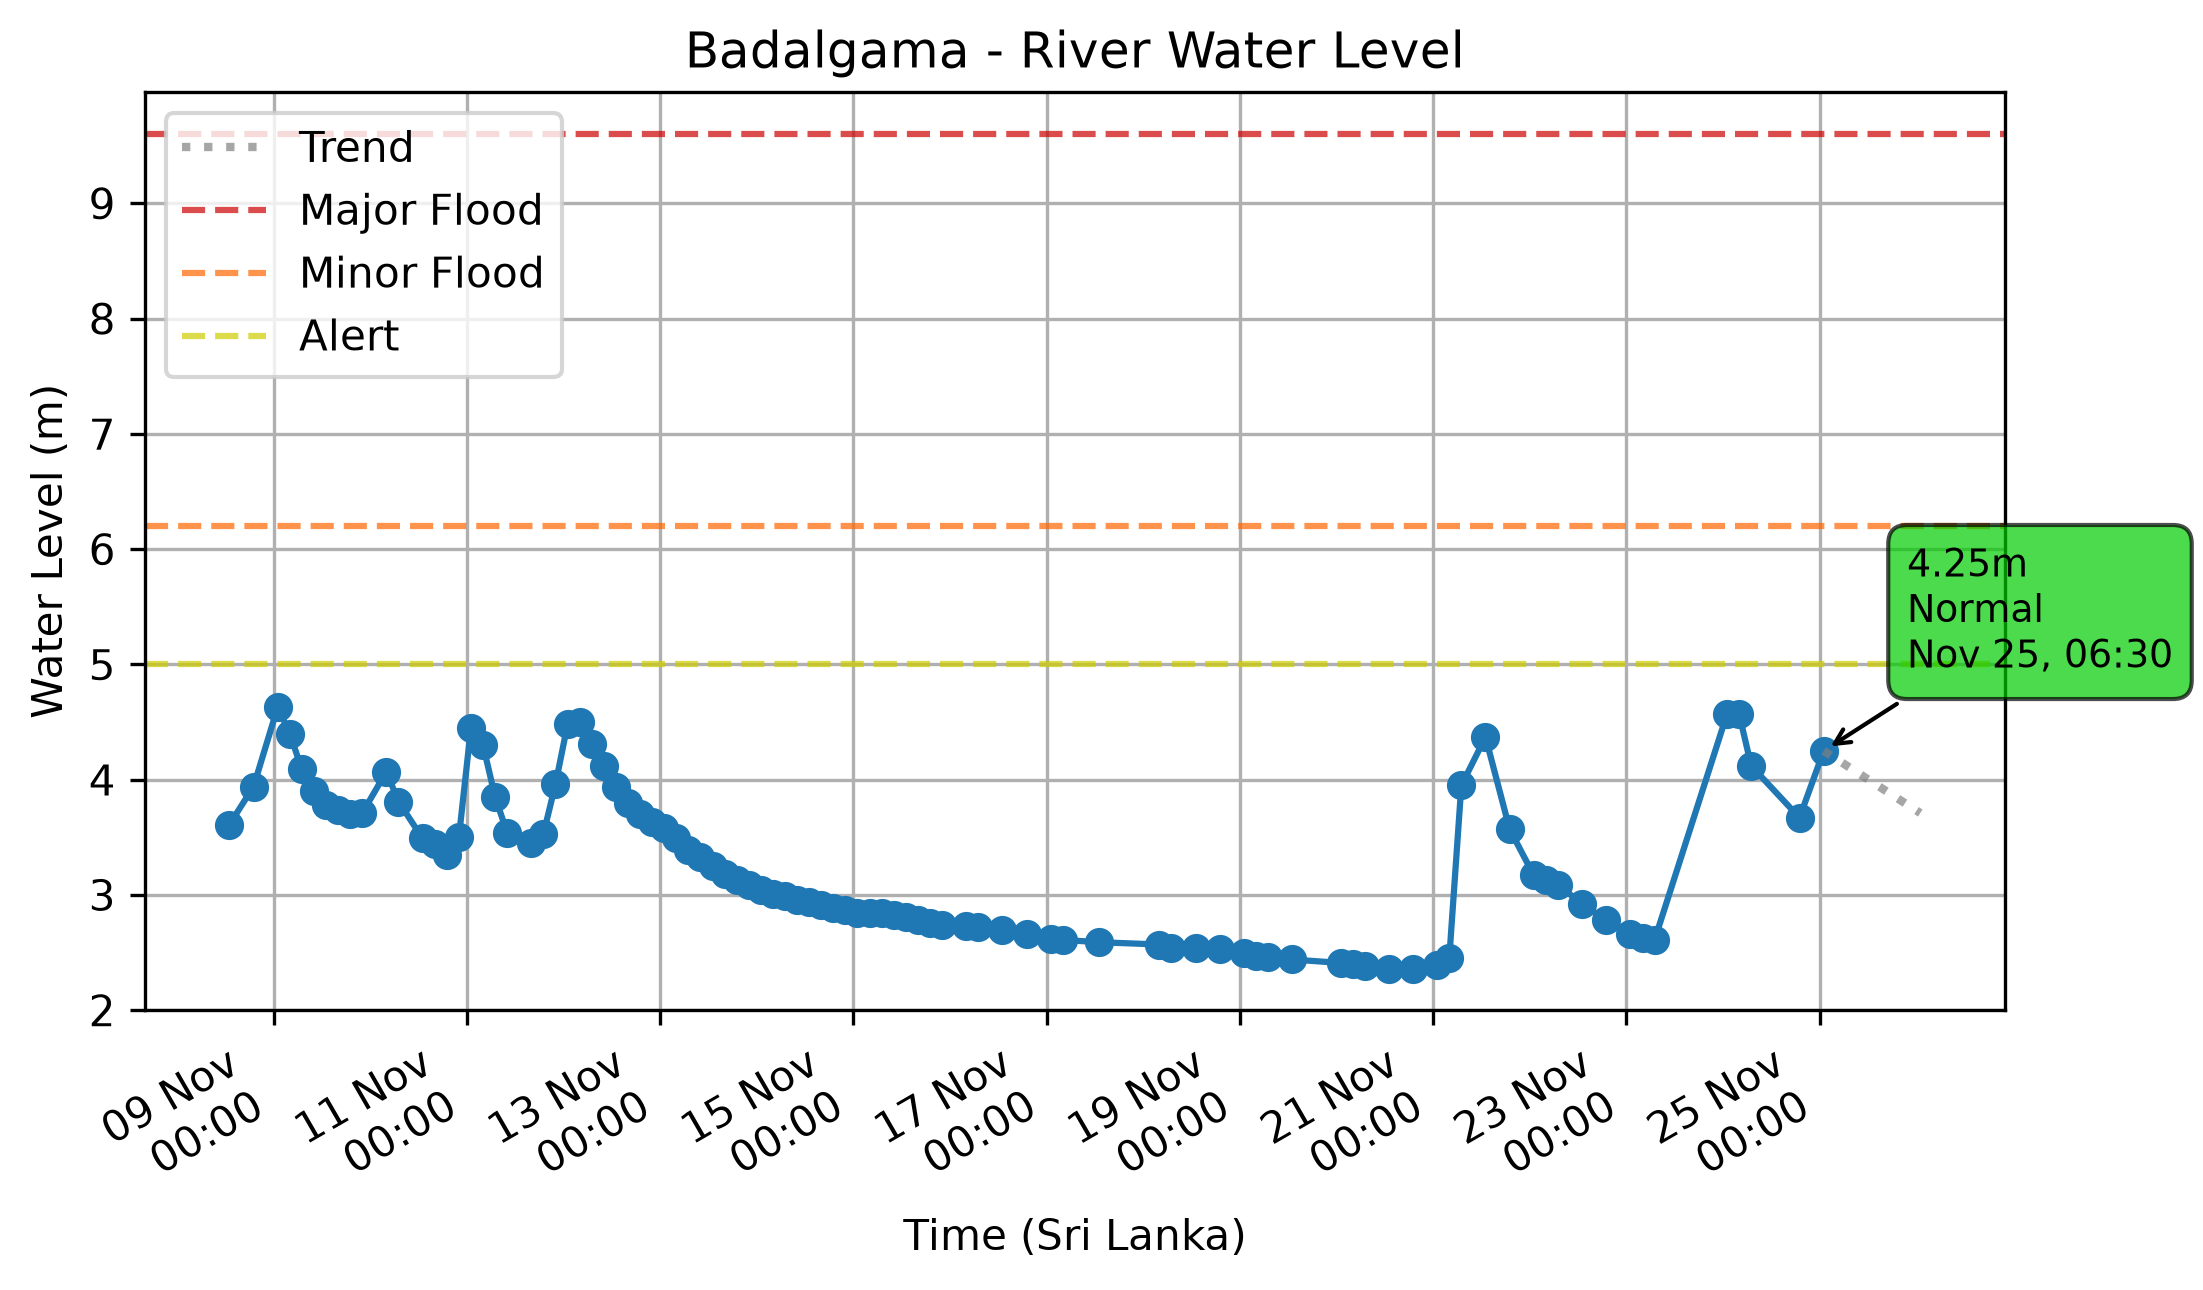 Badalgama - River Water Level
Trend
Major Flood
Minor Flood
Alert
9
8
7
6
5
4
3
2
Water Level (m)
4.25m
Normal
Nov 25, 06:30
09 Nov
00:00
11 Nov
00:00
13 Nov
00:00
15 Nov
00:00
17 Nov
00:00
19 Nov
00:00
21 Nov
00:00
23 Nov
00:00
25 Nov
00:00
Time (Sri Lanka)